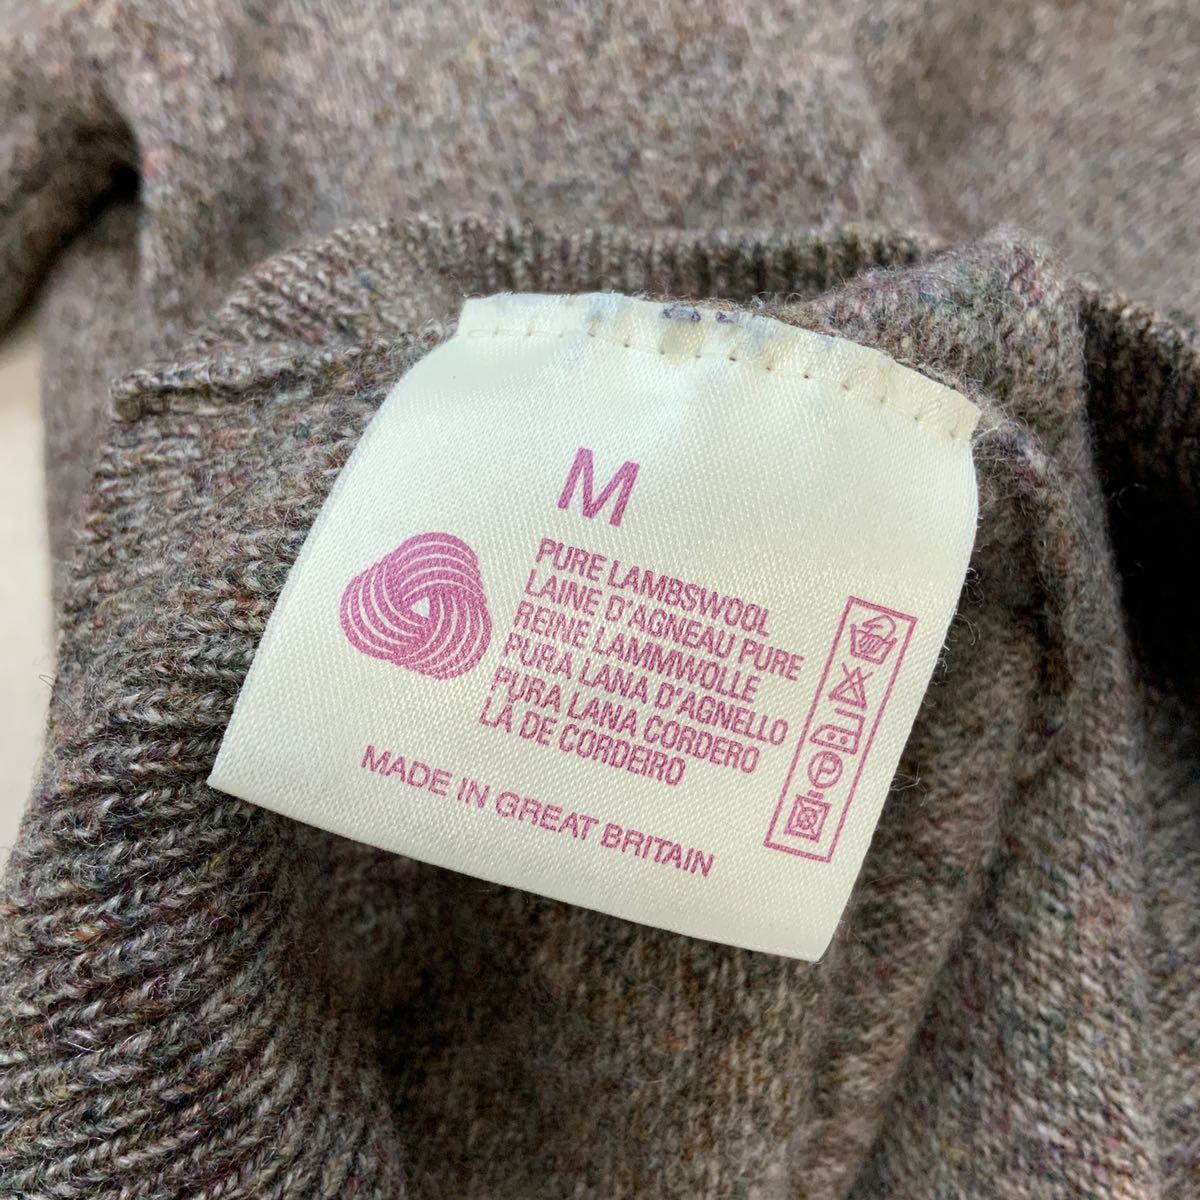 M
PURE LAMBSWOOL
LAINE D'AGNEAU PURE
REINE LAMMWOLLE
PURA LANA D'AGNELLO
PURA LANA CORDERO
LÀ DE CORDEIRO
MADE IN GREAT BRITAIN
P